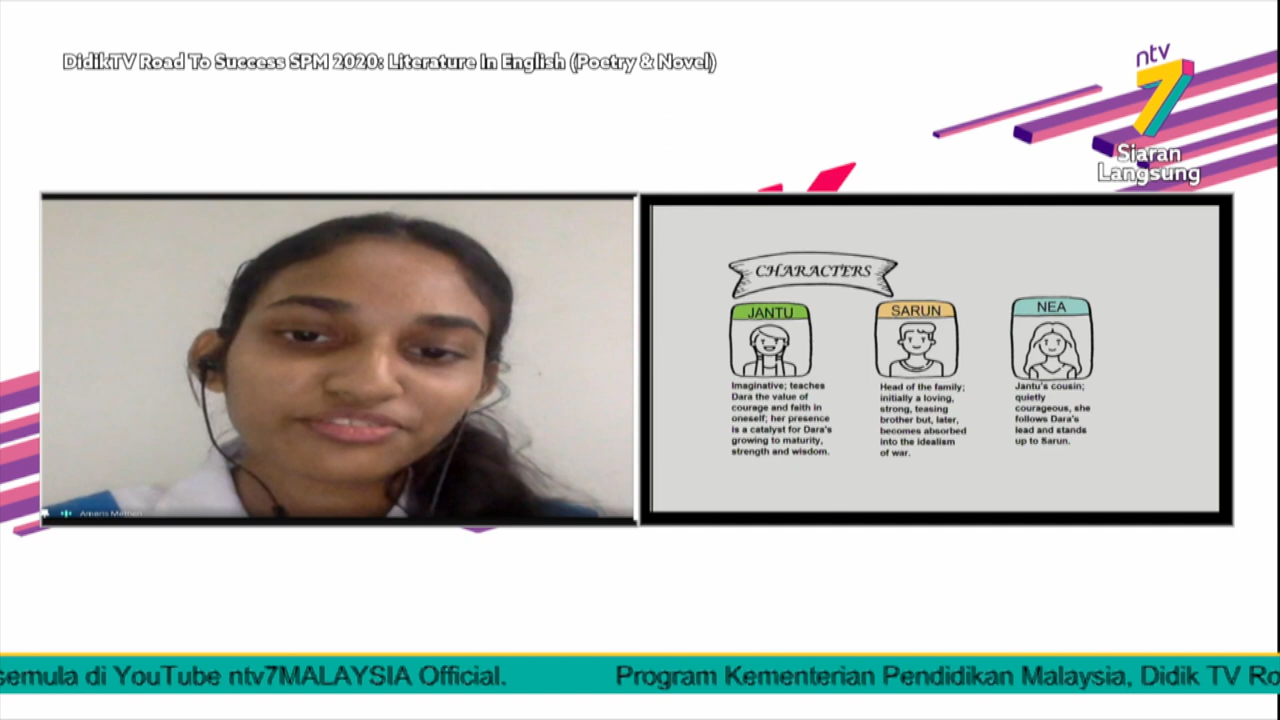 DidikTV Road To Success SPM 2020: Literature In English (Poetry & Novel)
ntv
7
Siaran
Langsung
CHARACTERS
JANTU
SARUN
NEA
Imaginative; teaches
Dara the value of
courage and faith in
oneself; her presence
is a catalyst for Dara's
growing to maturity,
strength and wisdom.
Head of the family;
initially a loving,
strong, teasing
brother but, later,
becomes absorbed
into the idealism
of war.
Jantu's cousin;
quietly
courageous, she
follows Dara's
lead and stands
up to Sarun.
semula di YouTube ntv7MALAYSIA Official.
Program Kementerian Pendidikan Malaysia, Didik TV Ro